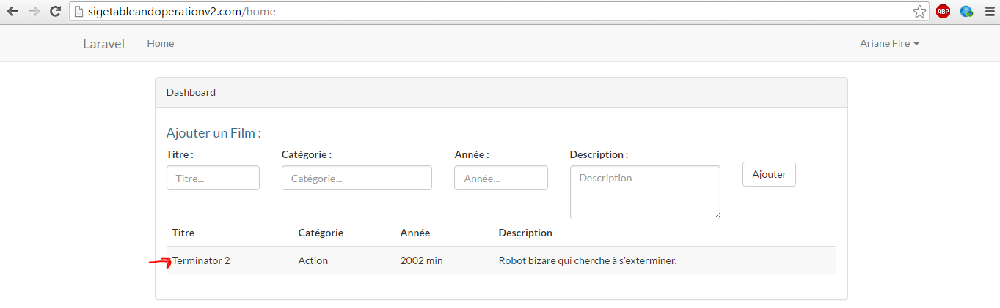 sigetableandoperationv2.com/home
ABP
Laravel Home Ariane Fire
Dashboard
Ajouter un Film :
Titre : Catégorie : Année : Description :
Titre... Catégorie... Année... Description Ajouter
Titre Catégorie Année Description
Terminator 2 Action 2002 min Robot bizare qui cherche à s'exterminer.